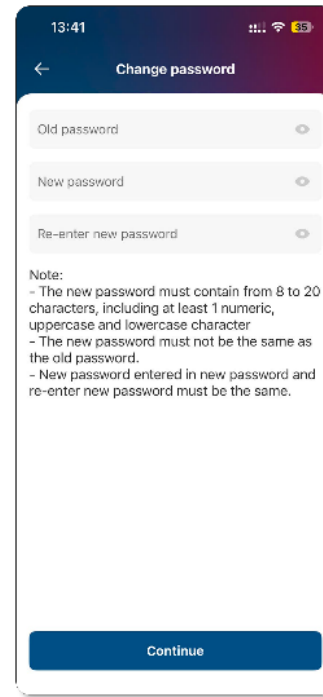 13:41
35
Change password
Old password
New password
Re-enter new password
Note:
- The new password must contain from 8 to 20
characters, including at least 1 numeric,
uppercase and lowercase character
- The new password must not be the same as
the old password.
- New password entered in new password and
re-enter new password must be the same.
Continue